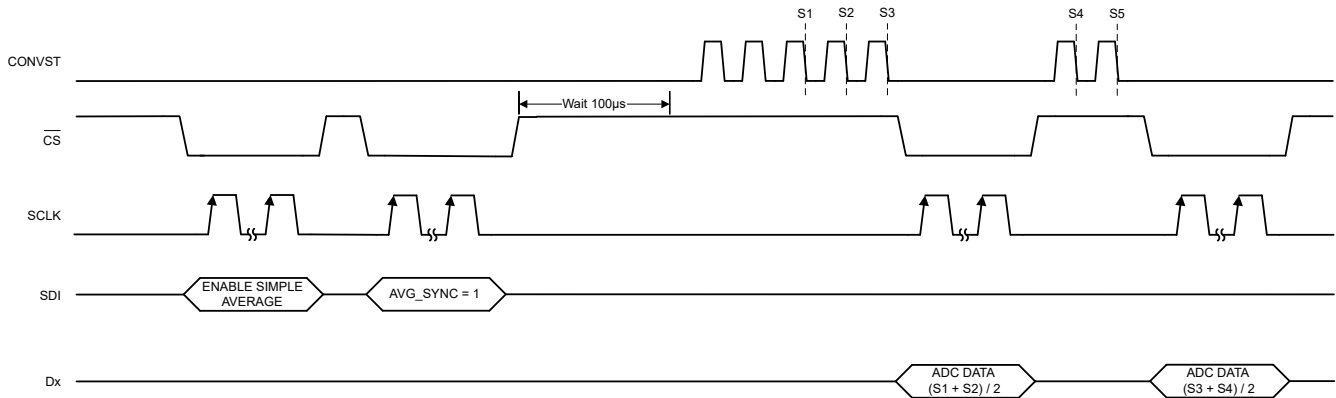 S1
S2
S3
S4
S5
CONVST
Wait 100µs
CS
SCLK
SDI
ENABLE SIMPLE
AVERAGE
AVG_SYNC = 1
Dx
ADC DATA
(S1 + S2) / 2
ADC DATA
(S3 + S4) / 2